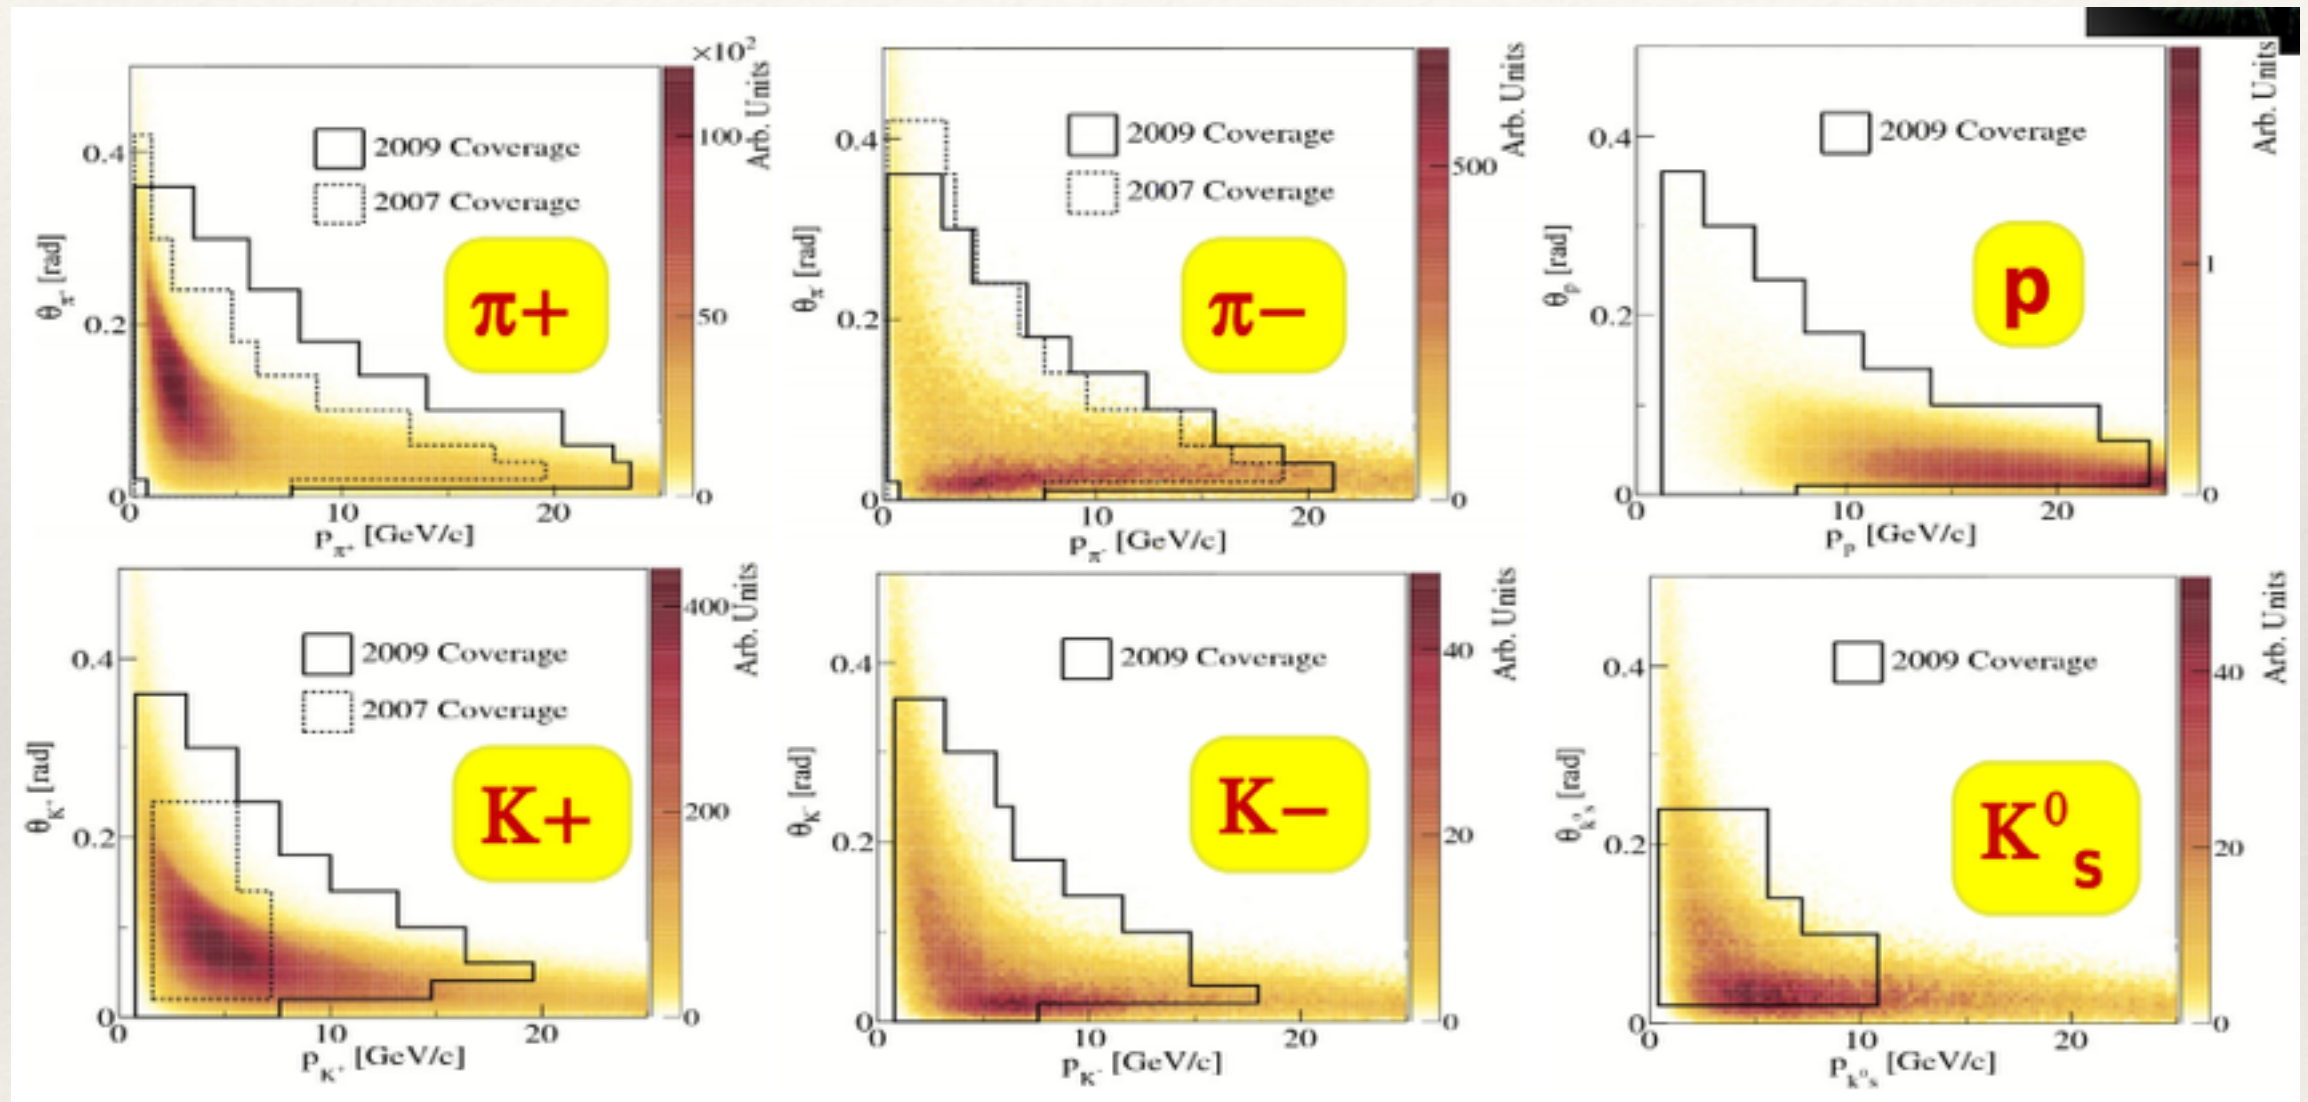 ×10²
Arb. Units
2009 Coverage
2007 Coverage
π+
θπ⁺ [rad]
0.4
0.2
0
0
10
20
pπ⁺ [GeV/c]
100
50
0
Arb. Units
2009 Coverage
2007 Coverage
π−
θπ⁻ [rad]
0.4
0.2
0
0
10
20
pπ⁻ [GeV/c]
500
0
Arb. Units
2009 Coverage
p
θp [rad]
0.4
0.2
0
0
10
20
pp [GeV/c]
1
0
Arb. Units
2009 Coverage
2007 Coverage
K+
θK⁺ [rad]
0.4
0.2
0
0
10
20
pK⁺ [GeV/c]
400
200
0
Arb. Units
2009 Coverage
K−
θK⁻ [rad]
0.4
0.2
0
0
10
20
pK⁻ [GeV/c]
40
20
0
Arb. Units
2009 Coverage
K⁰s
θk⁰s [rad]
0.4
0.2
0
0
10
20
pk⁰s [GeV/c]
40
20
0